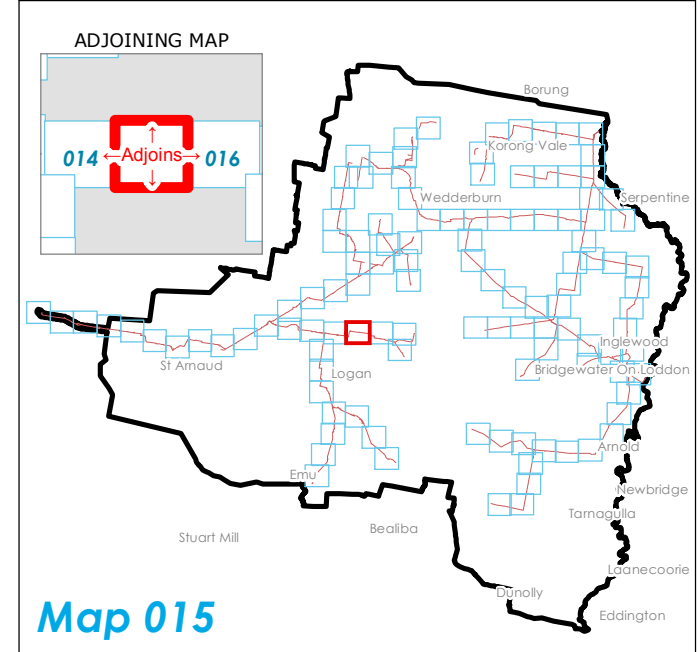 ADJOINING MAP
014 ←Adjoins→ 016
Borung
Korong Vale
Wedderburn
Serpentine
Inglewood
St Arnaud
Logan
Bridgewater On Loddon
Arnold
Emu
Newbridge
Tarnagulla
Stuart Mill
Bealiba
Laanecoorie
Dunolly
Eddington
Map 015